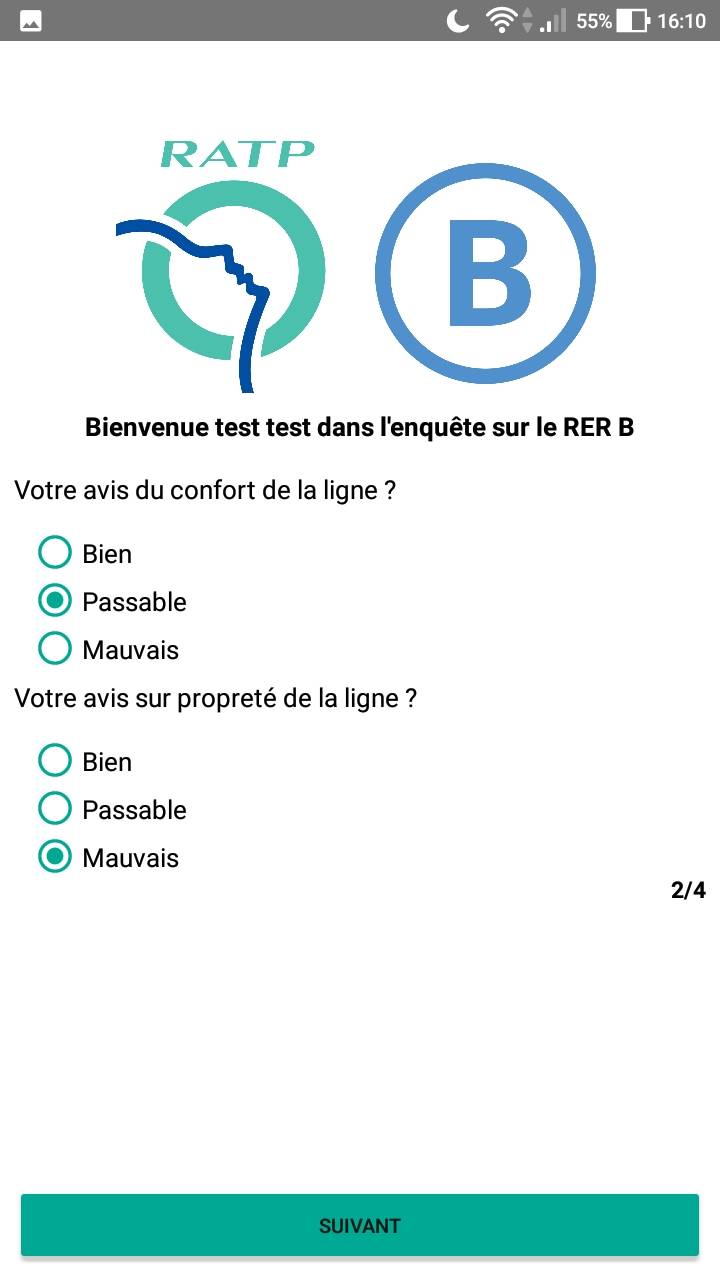 55% 16:10
RATP
B
Bienvenue test test dans l'enquête sur le RER B
Votre avis du confort de la ligne ?
Bien
Passable
Mauvais
Votre avis sur propreté de la ligne ?
Bien
Passable
Mauvais
2/4
SUIVANT